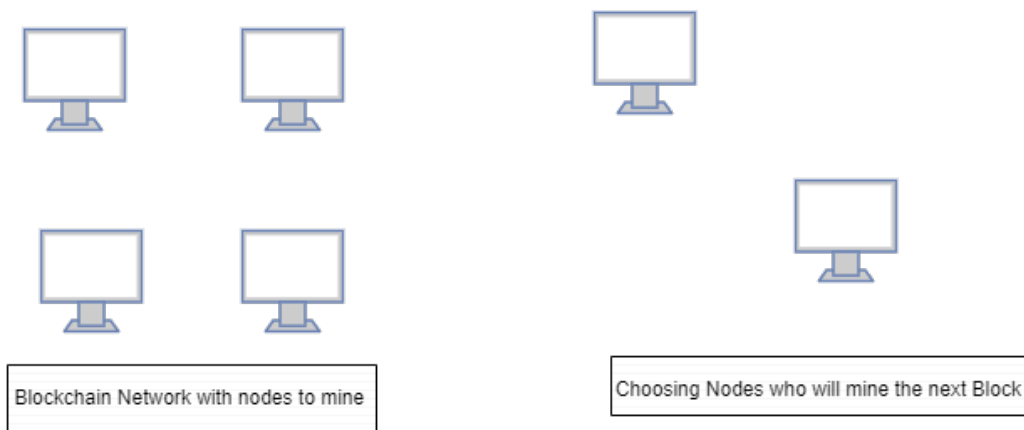 Blockchain Network with nodes to mine
Choosing Nodes who will mine the next Block